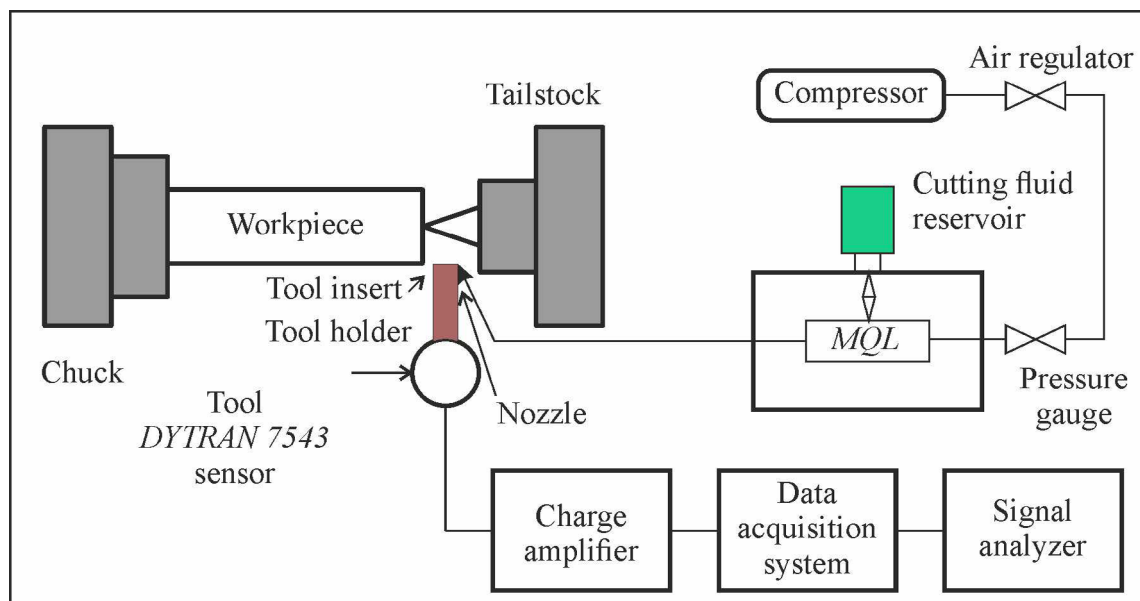 Air regulator
Compressor
Tailstock
Cutting fluid
reservoir
Workpiece
Tool insert
Tool holder
MQL
Chuck
Pressure
gauge
Nozzle
Tool
DYTRAN 7543
sensor
Charge
amplifier
Data
acquisition
system
Signal
analyzer